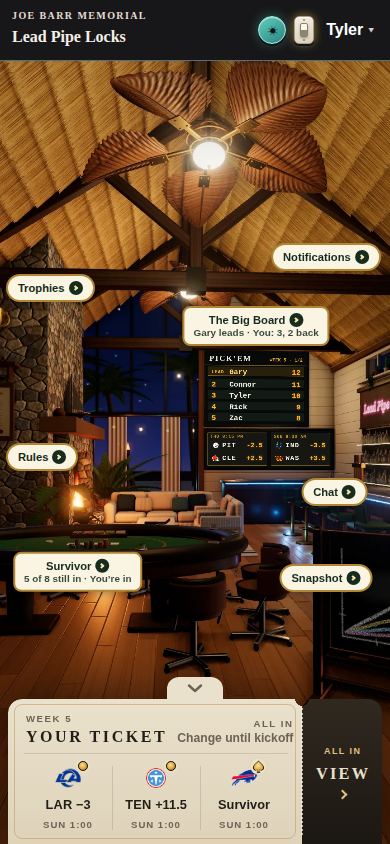 JOE BARR MEMORIAL
Lead Pipe Locks
Tyler
Notifications
Trophies
The Big Board
Gary leads · You: 3, 2 back
PICK'EM
LEAD Gary 12
2 Connor 11
3 Tyler 10
4 Rick 9
5 Zac 8
PIT -2.5
CLE +2.5
IND -3.5
WAS +3.5
Lead Pipe
Rules
Chat
Survivor
5 of 8 still in · You're in
Snapshot
WEEK 5
YOUR TICKET
ALL IN
Change until kickoff
LAR −3
SUN 1:00
TEN +11.5
SUN 1:00
Survivor
SUN 1:00
ALL IN
VIEW